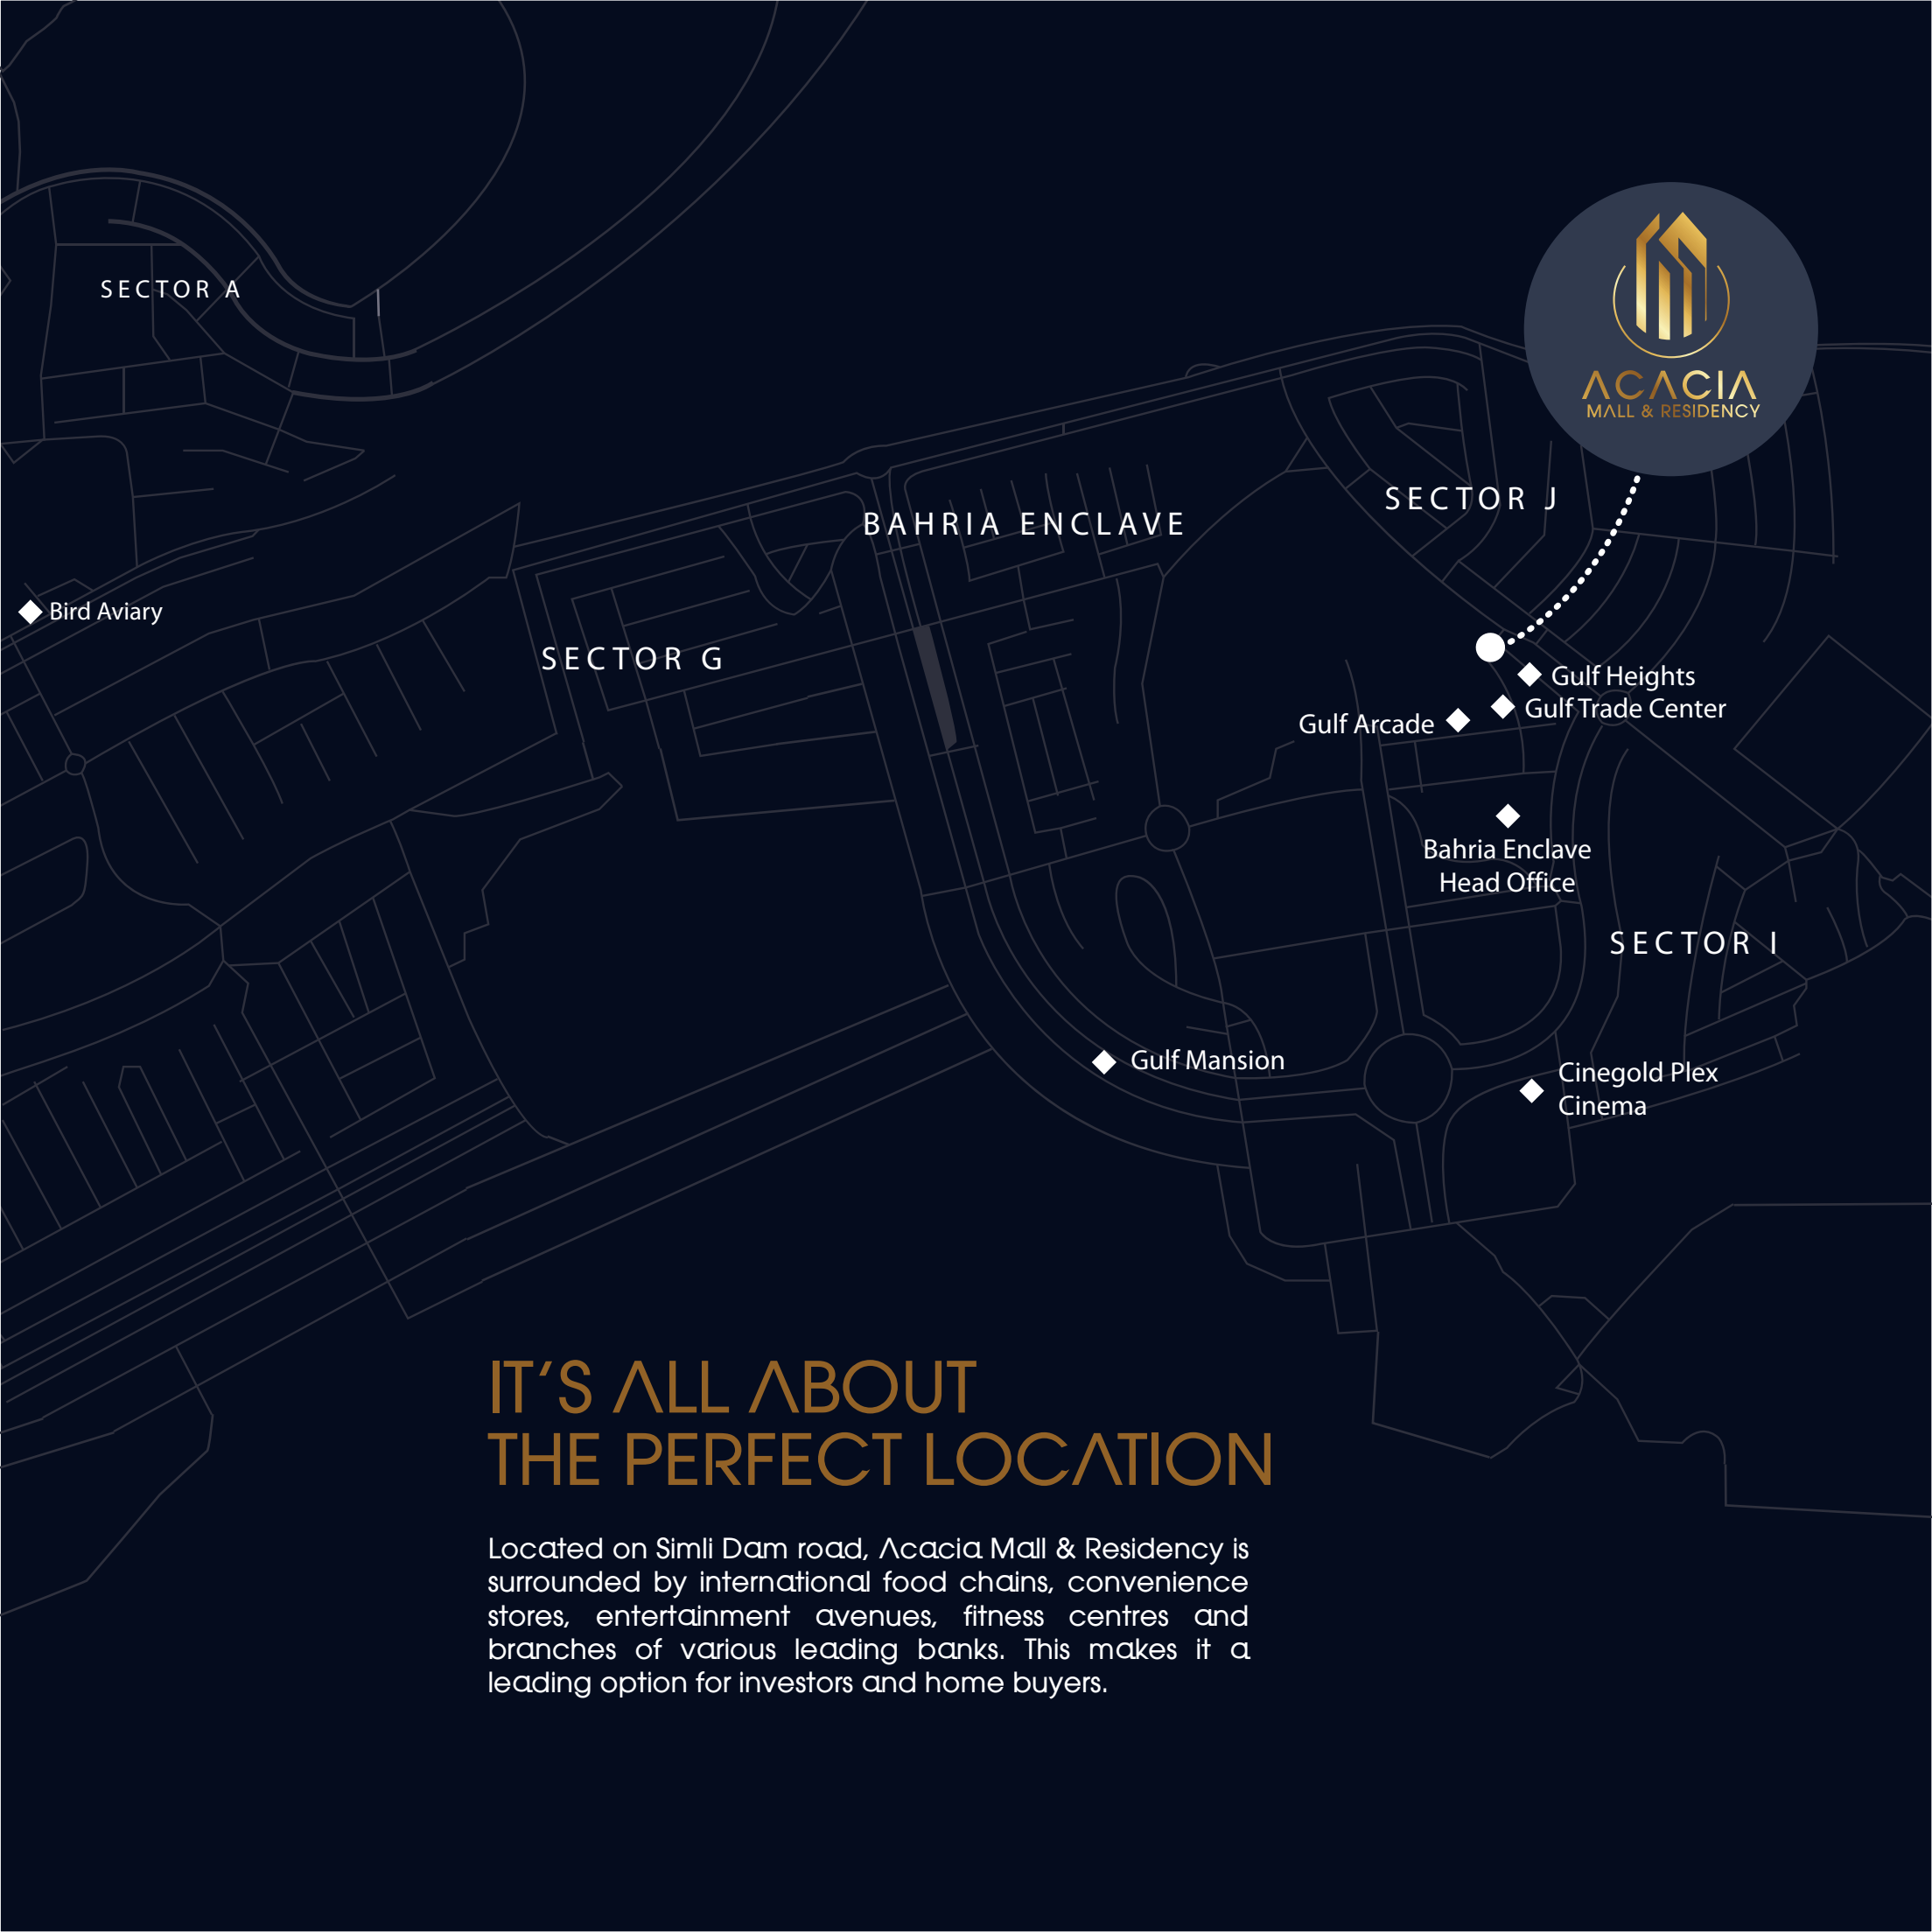 ACACIA
MALL & RESIDENCY
SECTOR A
SECTOR J
BAHRIA ENCLAVE
Bird Aviary
SECTOR G
Gulf Heights
Gulf Trade Center
Gulf Arcade
Bahria Enclave
Head Office
SECTOR I
Gulf Mansion
Cinegold Plex
Cinema
IT'S ALL ABOUT
THE PERFECT LOCATION
Located on Simli Dam road, Acacia Mall & Residency is
surrounded by international food chains, convenience
stores, entertainment avenues, fitness centres and
branches of various leading banks. This makes it a
leading option for investors and home buyers.